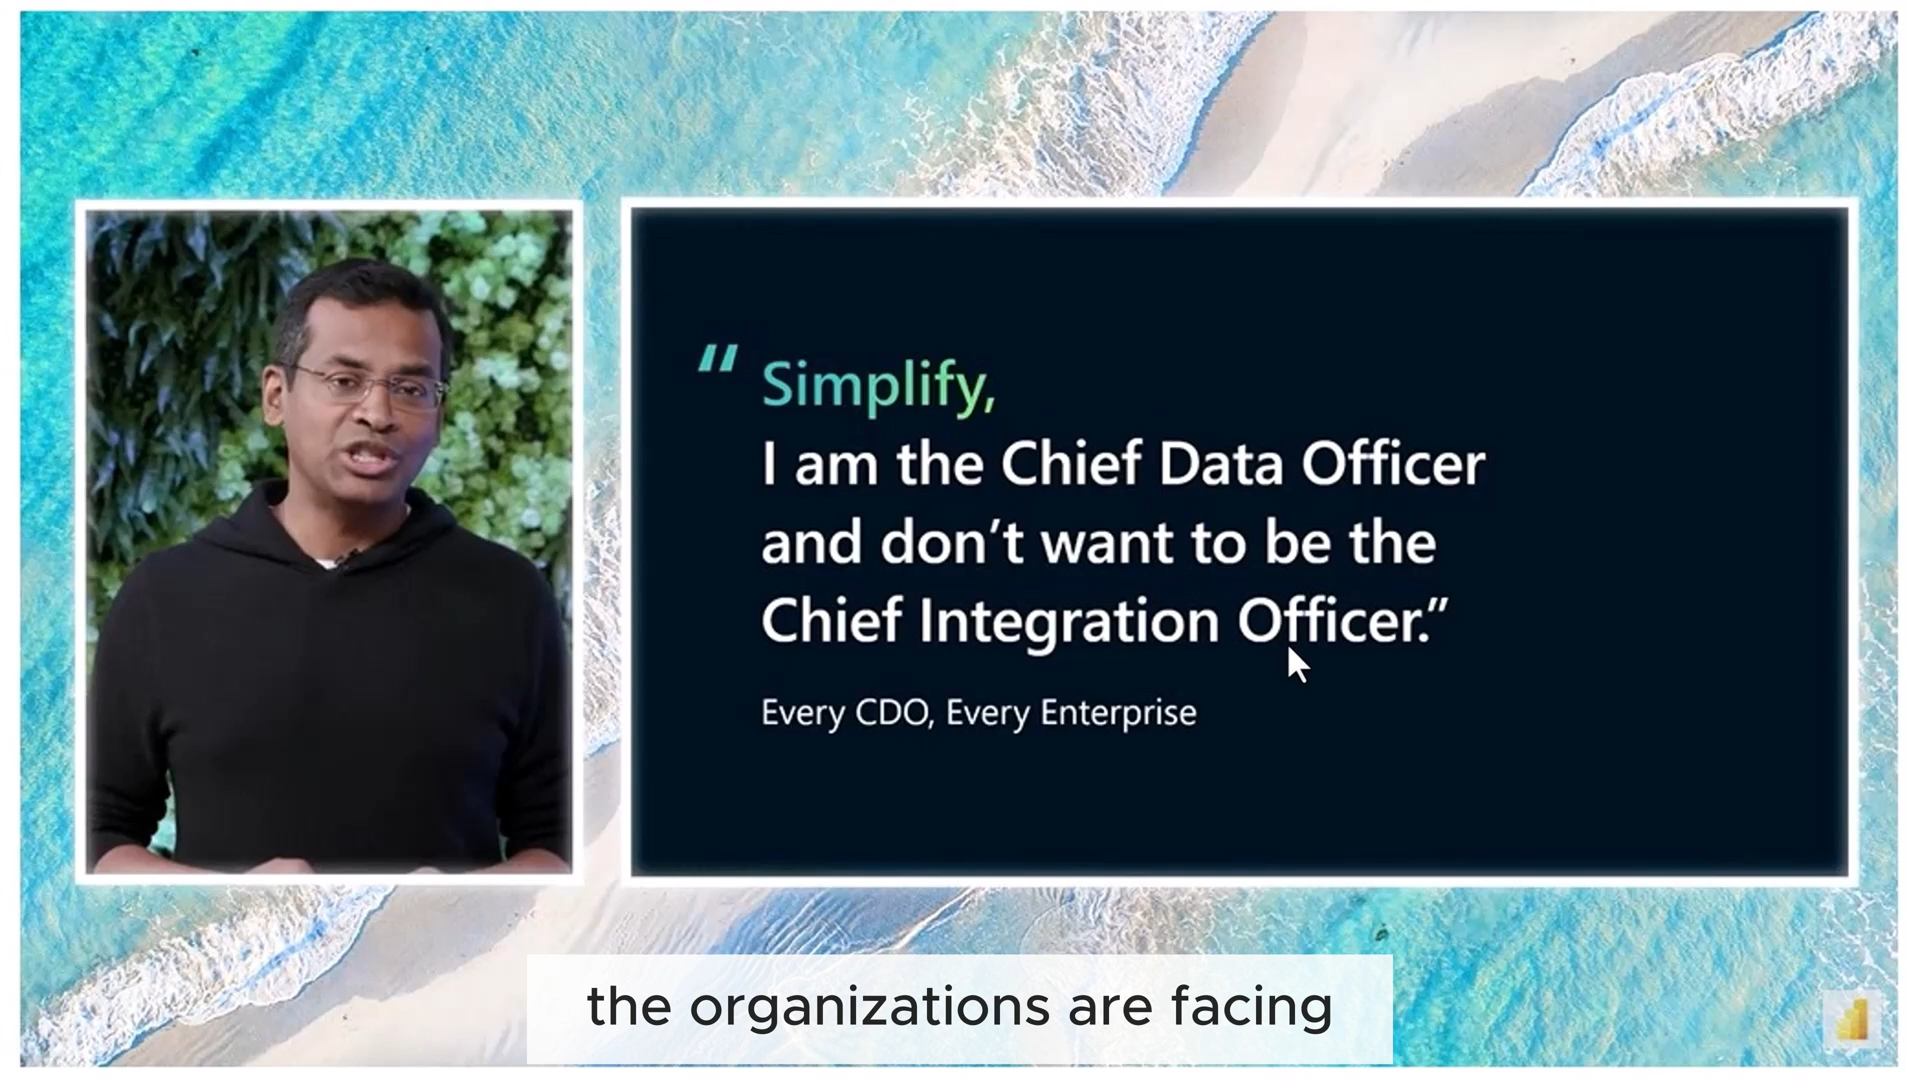 “ Simplify,
I am the Chief Data Officer
and don’t want to be the
Chief Integration Officer.”
Every CDO, Every Enterprise
the organizations are facing